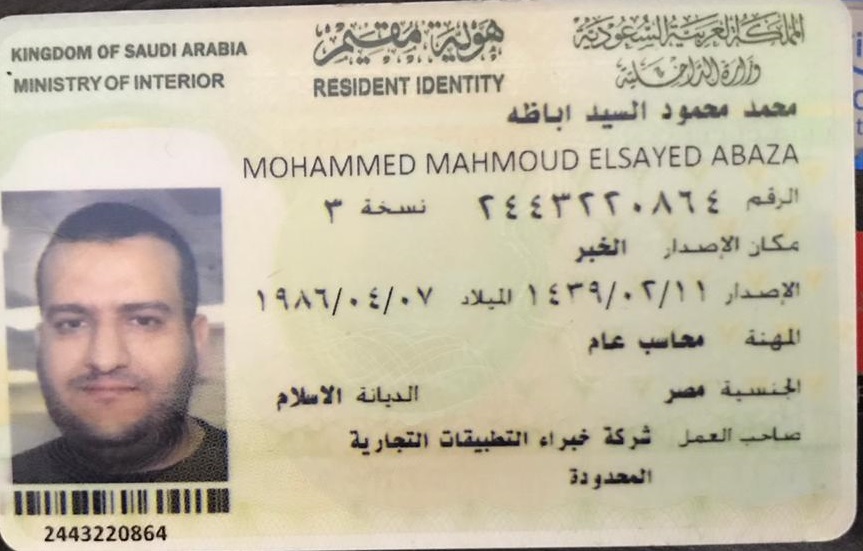 KINGDOM OF SAUDI ARABIA
MINISTRY OF INTERIOR
هوية مقيم
RESIDENT IDENTITY
المملكة العربية السعودية
وزارة الداخلية
محمد محمود السيد اباظه
MOHAMMED MAHMOUD ELSAYED ABAZA
الرقم ٢٤٤٣٢٢٠٨٦٤ نسخة ٣
مكان الإصدار الخبر
الإصدار ١٤٣٩/٠٢/١١ الميلاد ١٩٨٦/٠٤/٠٧
المهنة محاسب عام
الجنسية مصر الديانة الاسلام
صاحب العمل شركة خبراء التطبيقات التجارية
المحدودة
2443220864